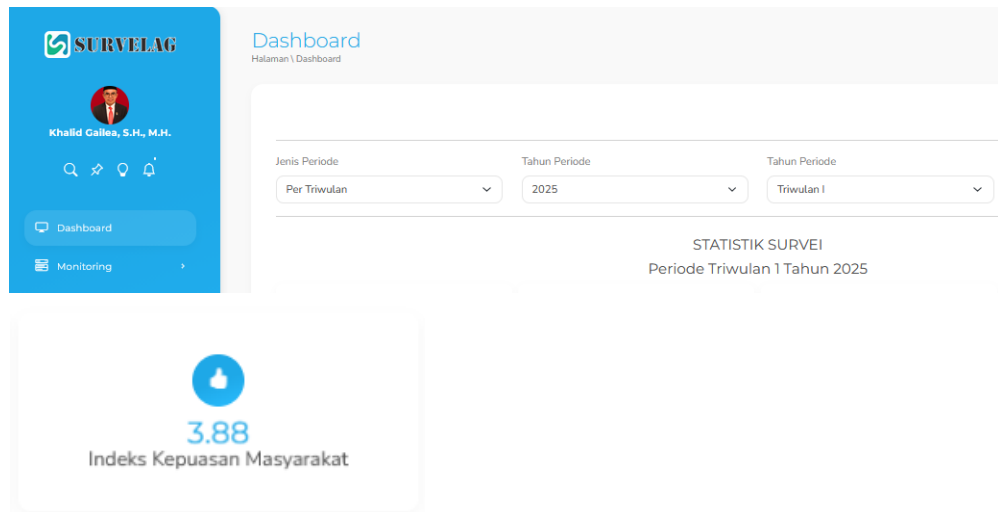 SURVELAG
Khalid Gailea, S.H., M.H.
Dashboard
Monitoring
Dashboard
Halaman \ Dashboard
Jenis Periode
Tahun Periode
Tahun Periode
Per Triwulan
2025
Triwulan I
STATISTIK SURVEI
Periode Triwulan 1 Tahun 2025
3.88
Indeks Kepuasan Masyarakat